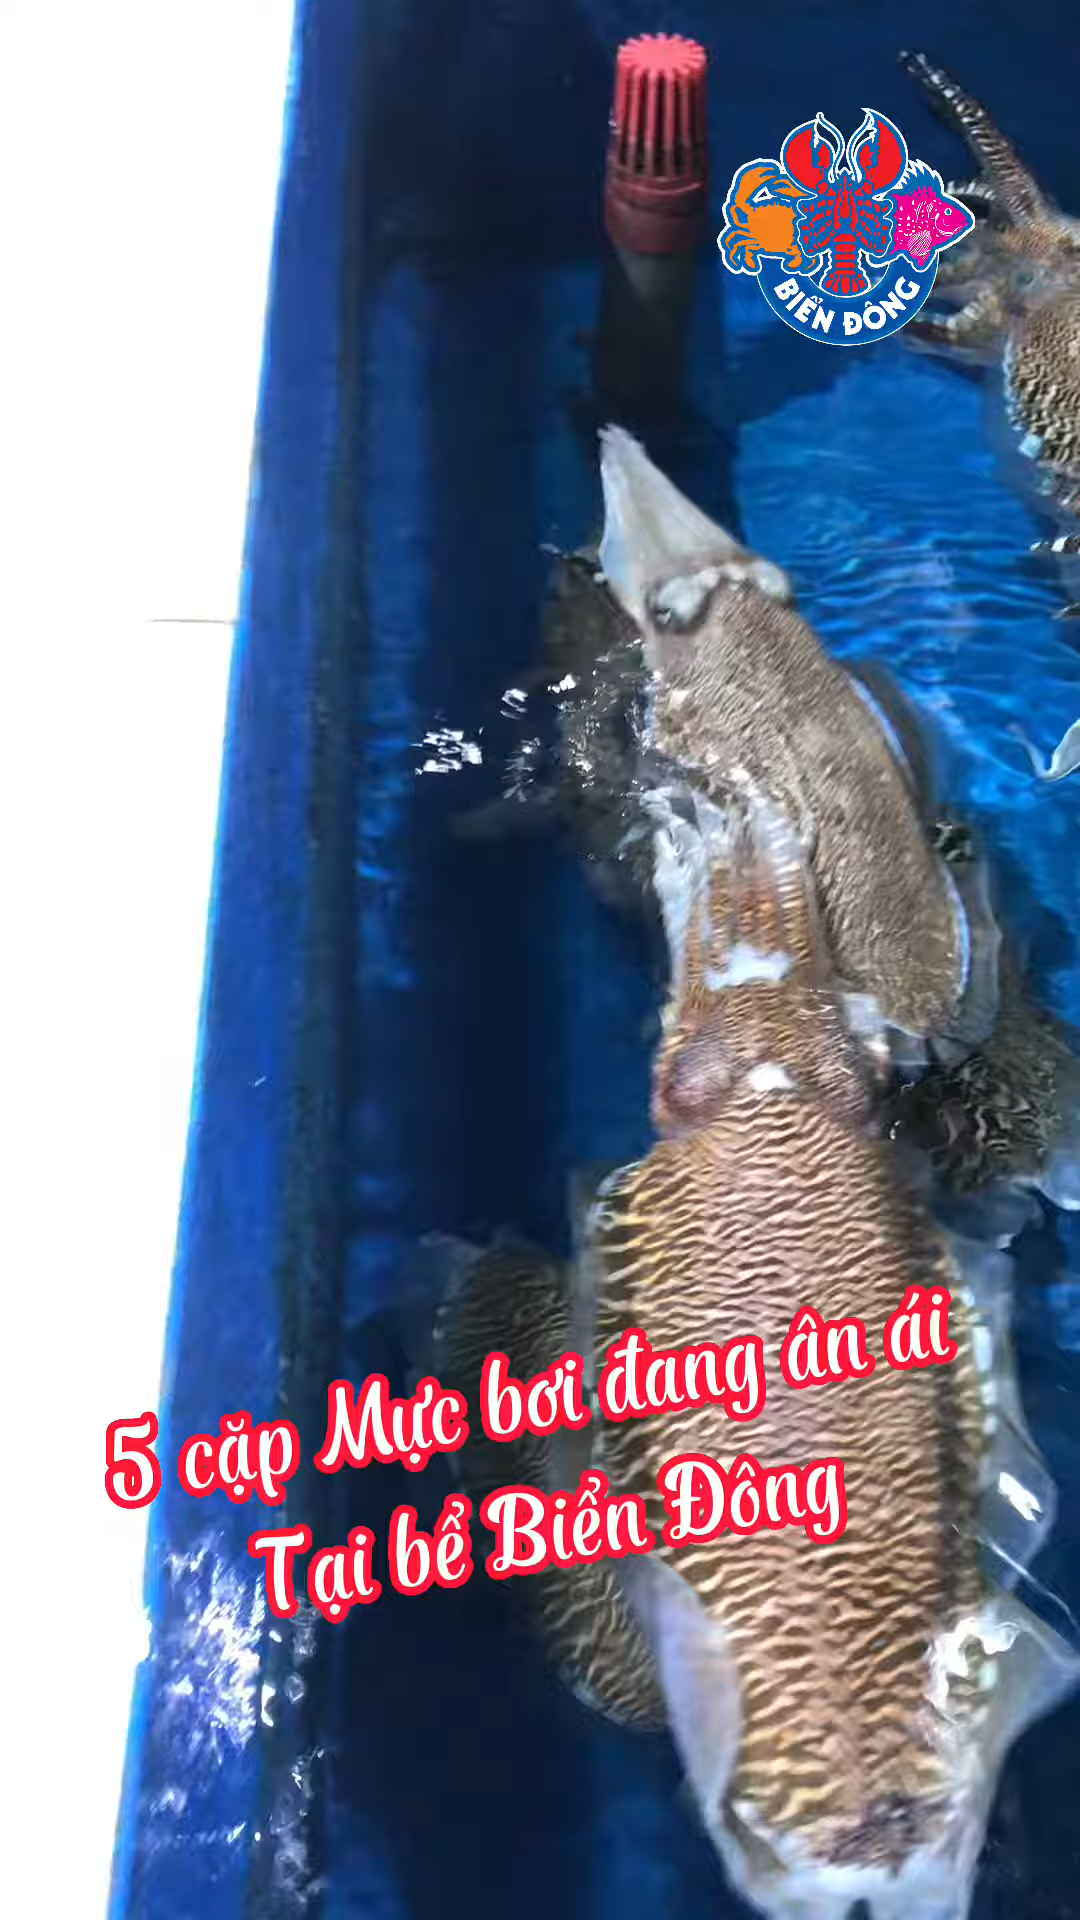 BIỂN ĐÔNG
5 cặp Mực bơi đang ân ái
Tại bể Biển Đông